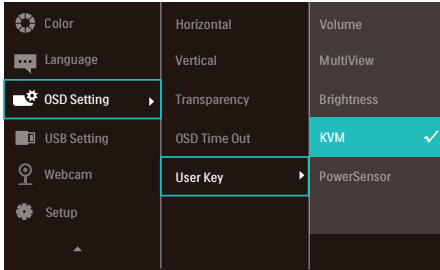 Color
Language
OSD Setting
USB Setting
Webcam
Setup
Horizontal
Vertical
Transparency
OSD Time Out
User Key
Volume
MultiView
Brightness
KVM
PowerSensor